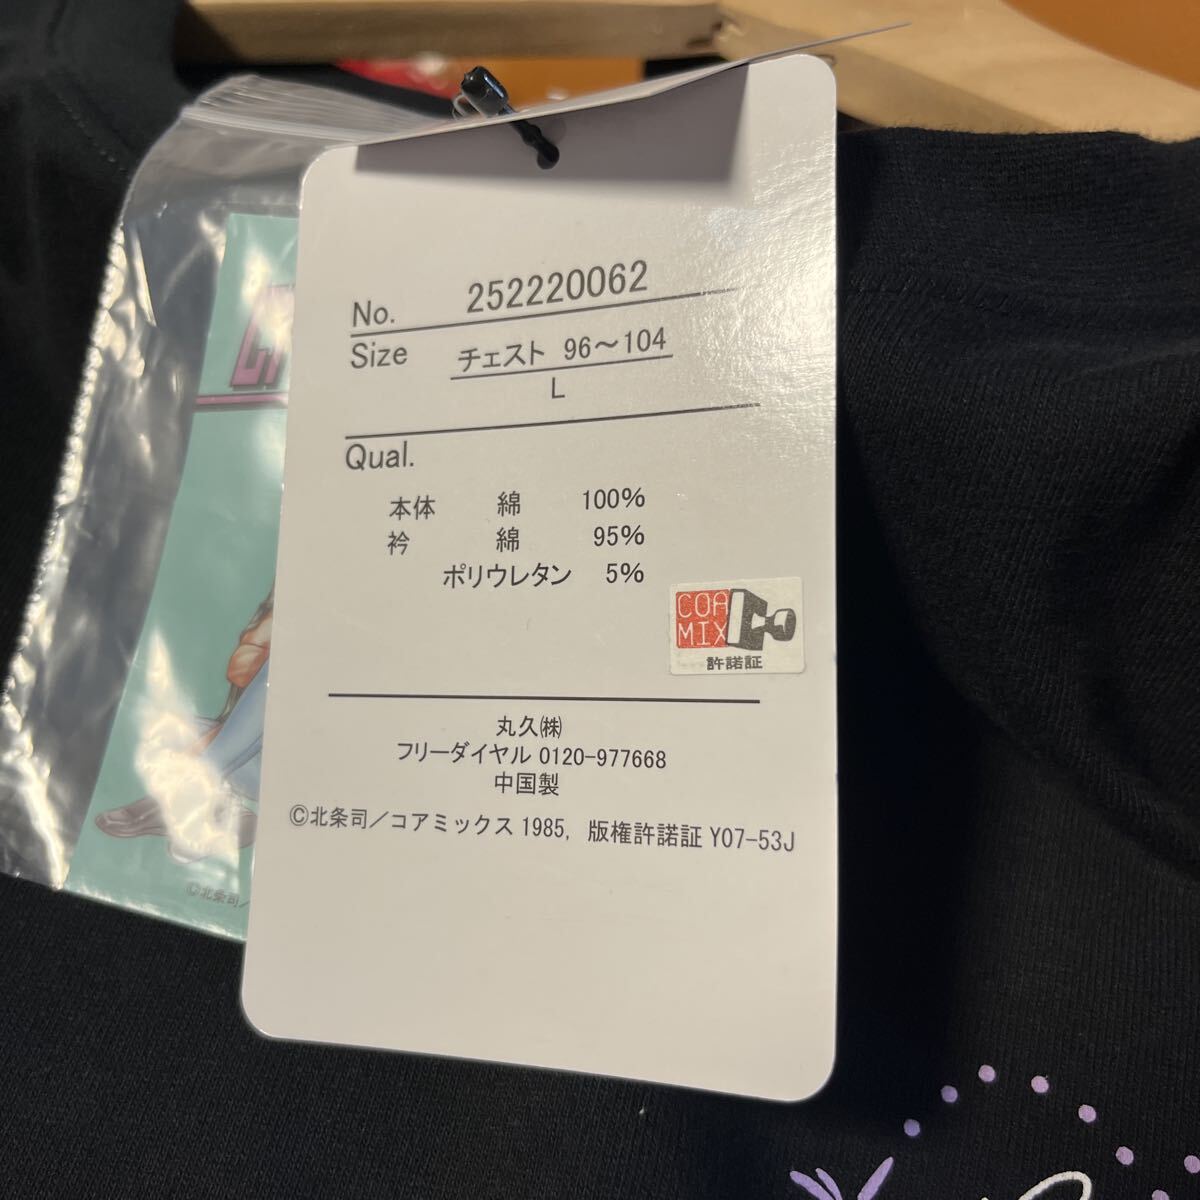 No. 252220062
Size チェスト 96～104
L
Qual.
本体 綿 100%
衿 綿 95%
ポリウレタン 5%
COA
MIX
許諾証
丸久㈱
フリーダイヤル 0120-977668
中国製
©北条司／コアミックス 1985, 版権許諾証 Y07-53J
©北条司／